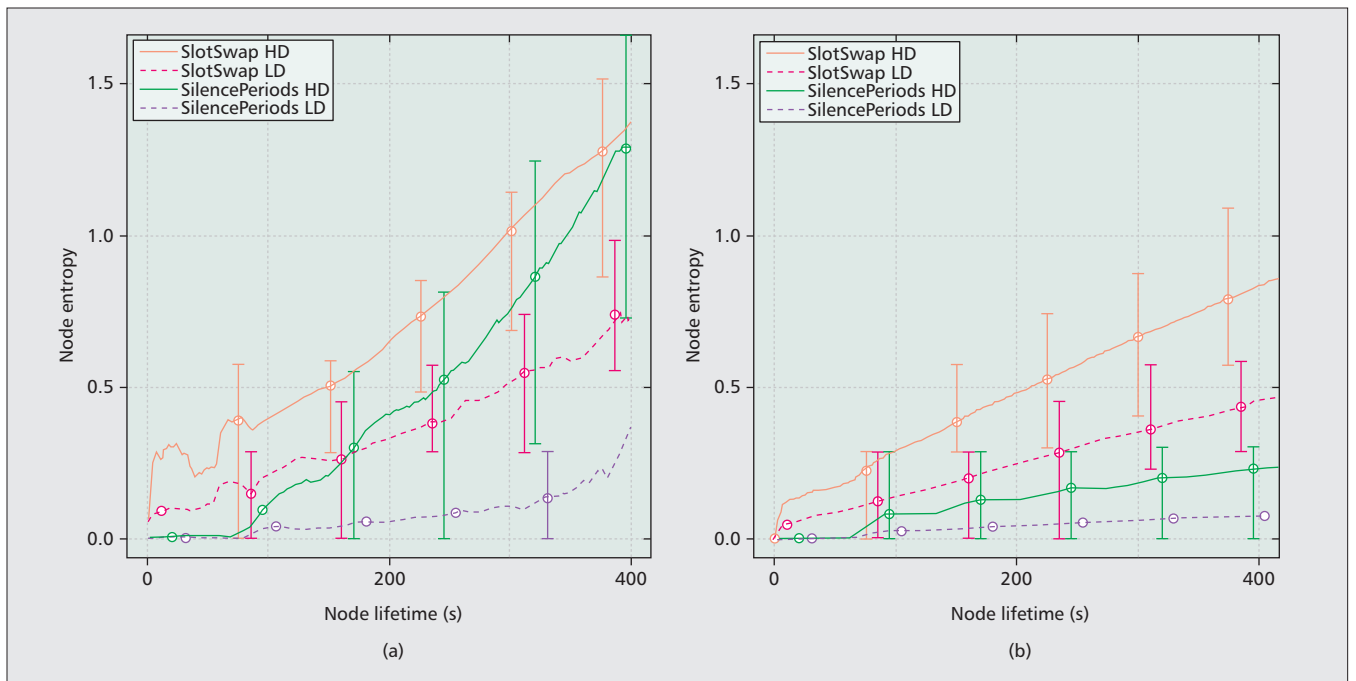 SlotSwap HD
SlotSwap LD
SilencePeriods HD
SilencePeriods LD
1.5
1.0
0.5
0.0
Node entropy
0
200
400
Node lifetime (s)
(a)
SlotSwap HD
SlotSwap LD
SilencePeriods HD
SilencePeriods LD
1.5
1.0
0.5
0.0
Node entropy
0
200
400
Node lifetime (s)
(b)